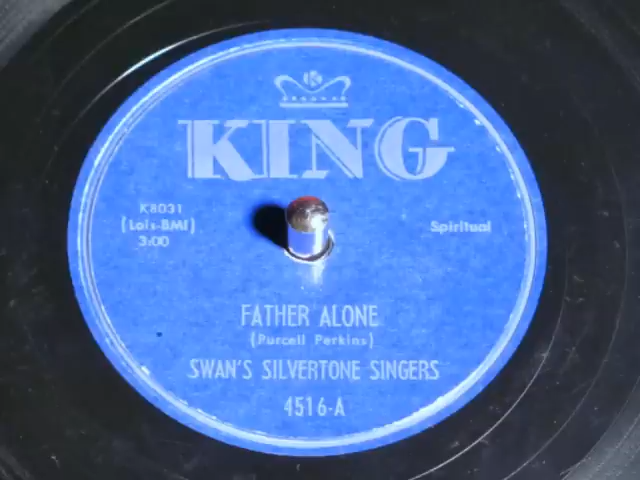 K
KING
K8031
(Lois-BMI)
3:00
Spiritual
FATHER ALONE
(Purcell Perkins)
SWAN'S SILVERTONE SINGERS
4516-A